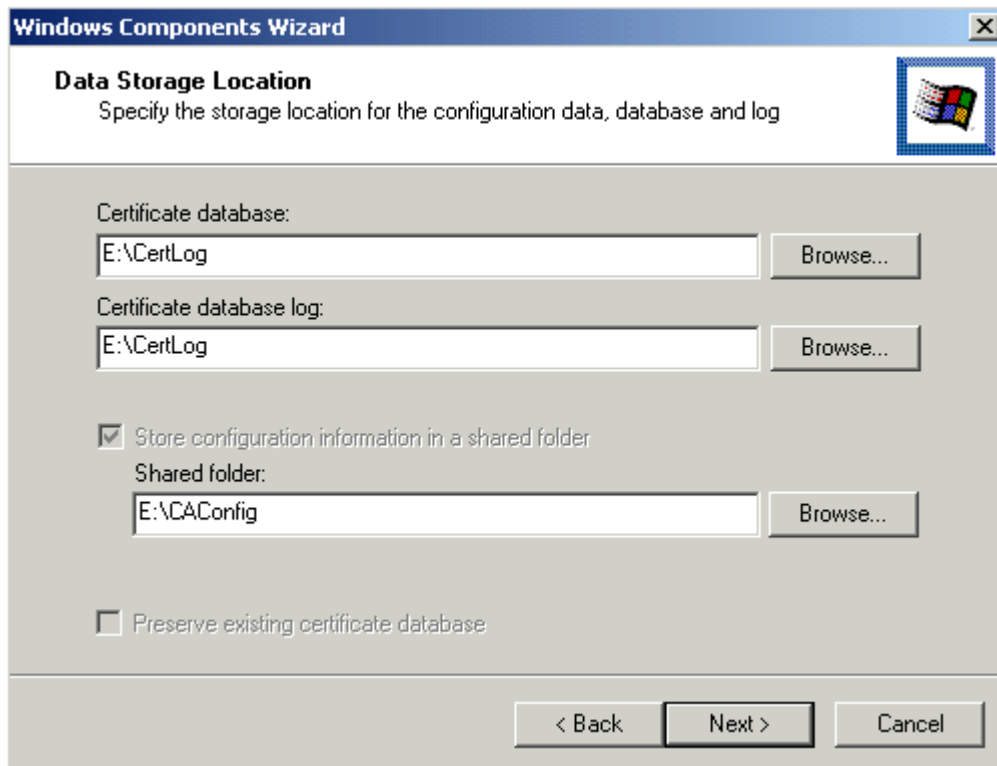 Windows Components Wizard
Data Storage Location
Specify the storage location for the configuration data, database and log
Certificate database:
E:\CertLog
Browse...
Certificate database log:
E:\CertLog
Browse...
Store configuration information in a shared folder
Shared folder:
E:\CAConfig
Browse...
Preserve existing certificate database
< Back
Next >
Cancel